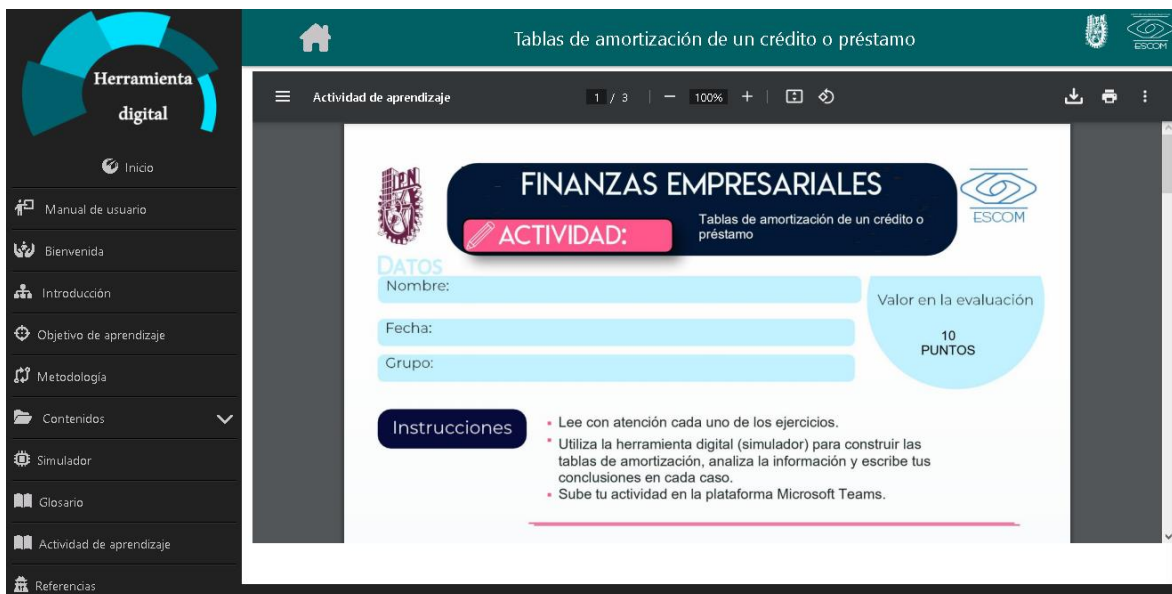 Herramienta
digital
Inicio
Manual de usuario
Bienvenida
Introducción
Objetivo de aprendizaje
Metodología
Contenidos
Simulador
Glosario
Actividad de aprendizaje
Referencias
Tablas de amortización de un crédito o préstamo
ESCOM
Actividad de aprendizaje
1 / 3
100%
IPN
FINANZAS EMPRESARIALES
ACTIVIDAD:
Tablas de amortización de un crédito o
préstamo
ESCOM
DATOS
Nombre:
Fecha:
Grupo:
Valor en la evaluación
10
PUNTOS
Instrucciones
• Lee con atención cada uno de los ejercicios.
• Utiliza la herramienta digital (simulador) para construir las
tablas de amortización, analiza la información y escribe tus
conclusiones en cada caso.
• Sube tu actividad en la plataforma Microsoft Teams.